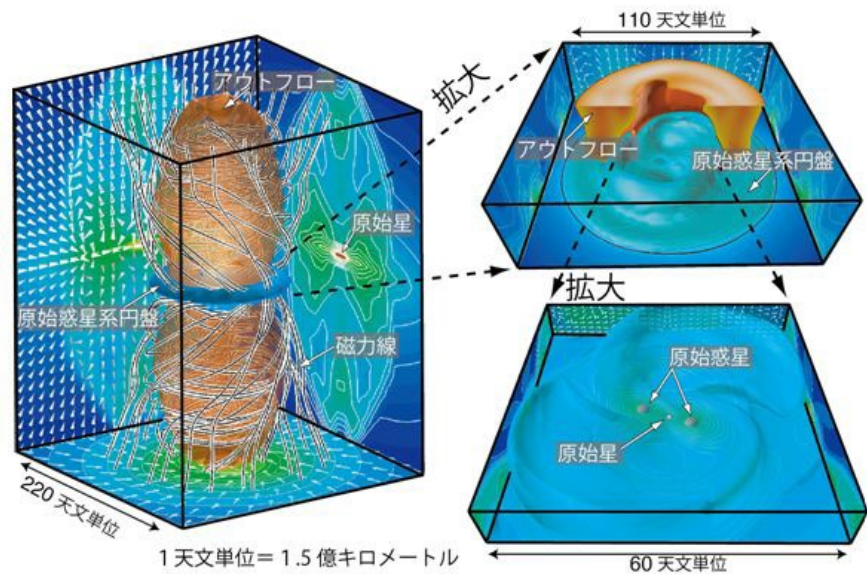 アウトフロー
原始星
原始惑星系円盤
磁力線
220 天文単位
1天文単位＝1.5億キロメートル
拡大
110 天文単位
アウトフロー
原始惑星系円盤
拡大
原始惑星
原始星
60 天文単位